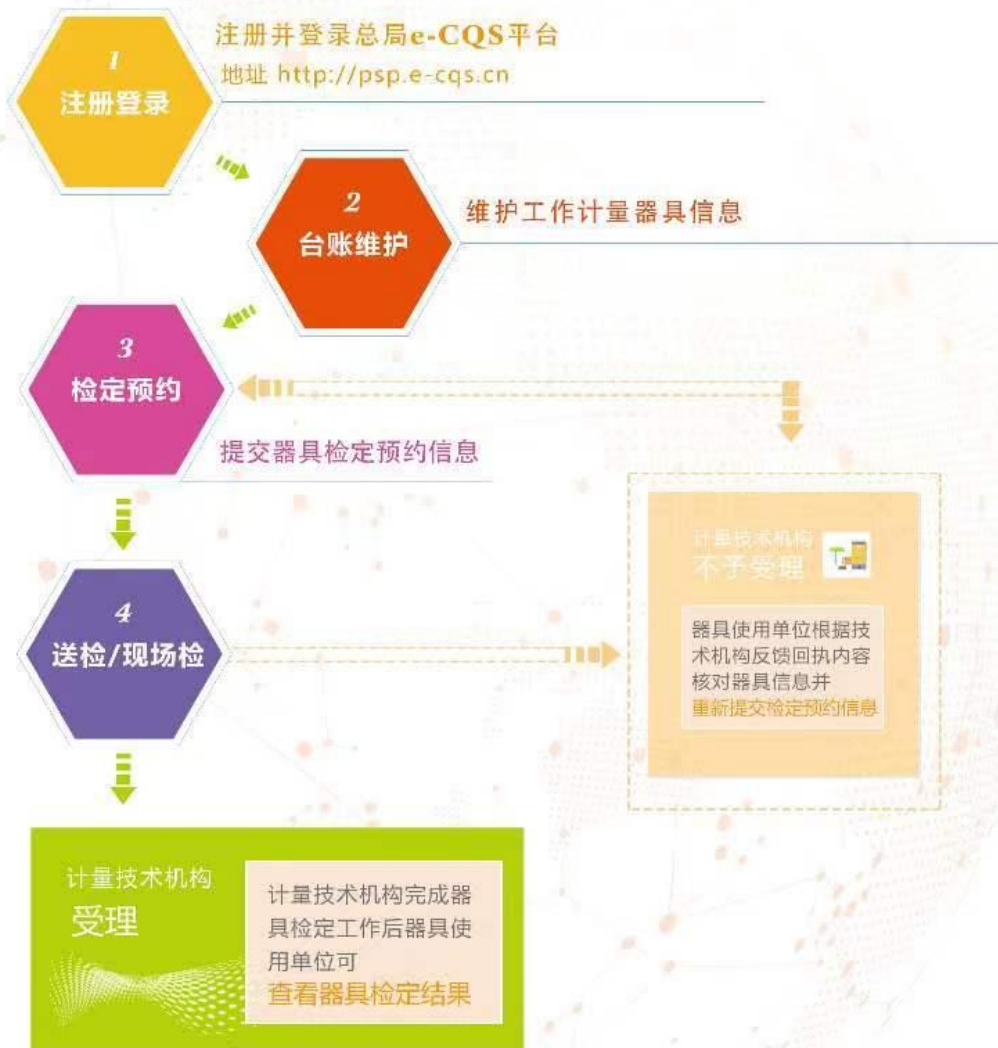 1
注册登录
注册并登录总局e-CQS平台
地址 http://psp.e-cqs.cn
2
台账维护
维护工作计量器具信息
3
检定预约
提交器具检定预约信息
计量技术机构
不予受理
器具使用单位根据技
术机构反馈回执内容
核对器具信息并
重新提交检定预约信息
4
送检/现场检
计量技术机构
受理
计量技术机构完成器
具检定工作后器具使
用单位可
查看器具检定结果